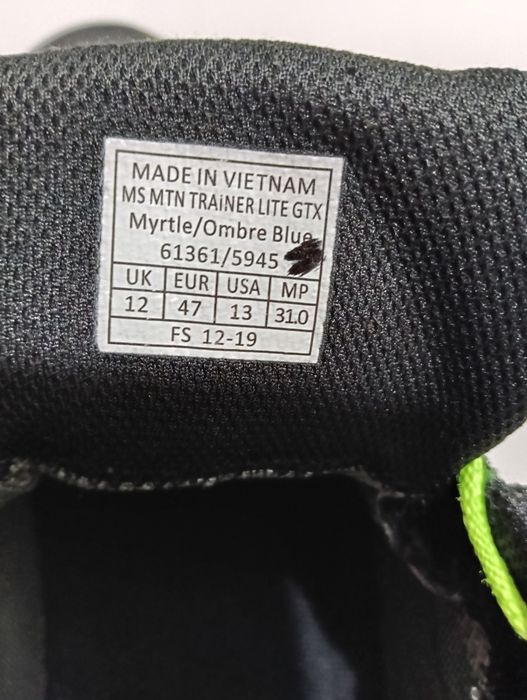 MADE IN VIETNAM
MS MTN TRAiNER LITE GTX
Myrtle/Ombre Blue
61361/5945
UK EUR USA MP
12 47 13 31.0
FS 12-19